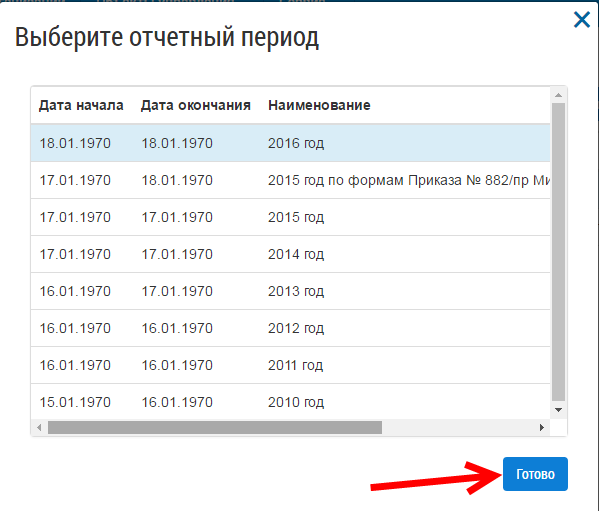 Выберите отчетный период
Дата начала Дата окончания Наименование
18.01.1970 18.01.1970 2016 год
17.01.1970 18.01.1970 2015 год по формам Приказа № 882/пр Ми
17.01.1970 17.01.1970 2015 год
17.01.1970 17.01.1970 2014 год
16.01.1970 17.01.1970 2013 год
16.01.1970 16.01.1970 2012 год
16.01.1970 16.01.1970 2011 год
15.01.1970 16.01.1970 2010 год
Готово